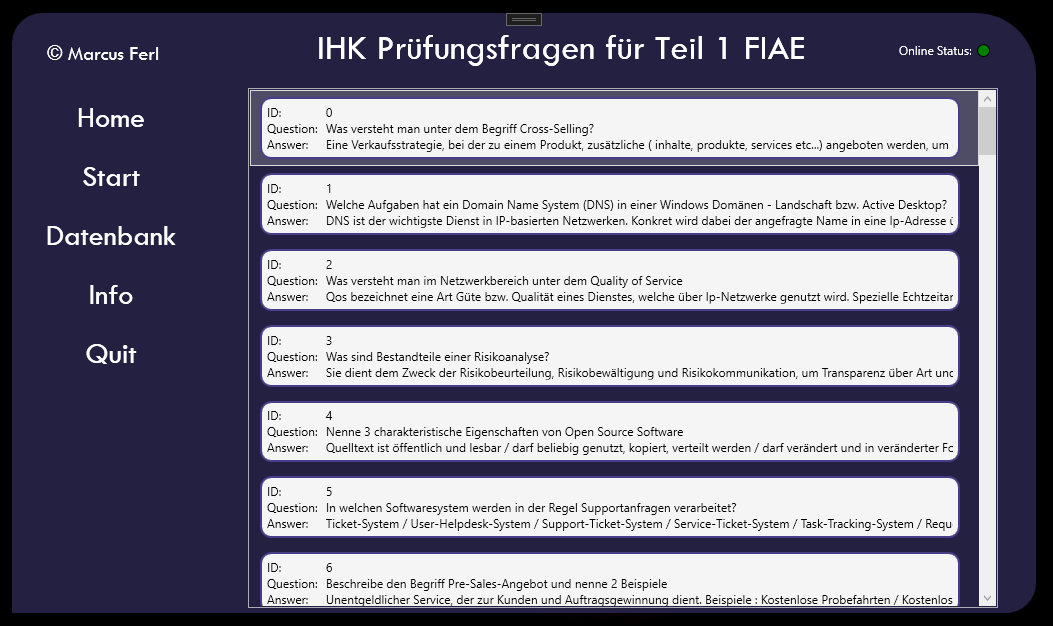 © Marcus Ferl
IHK Prüfungsfragen für Teil 1 FIAE
Online Status:
Home
Start
Datenbank
Info
Quit
ID: 0
Question: Was versteht man unter dem Begriff Cross-Selling?
Answer: Eine Verkaufsstrategie, bei der zu einem Produkt, zusätzliche ( inhalte, produkte, services etc...) angeboten werden, um
ID: 1
Question: Welche Aufgaben hat ein Domain Name System (DNS) in einer Windows Domänen - Landschaft bzw. Active Desktop?
Answer: DNS ist der wichtigste Dienst in IP-basierten Netzwerken. Konkret wird dabei der angefragte Name in eine Ip-Adresse
ID: 2
Question: Was versteht man im Netzwerkbereich unter dem Quality of Service
Answer: Qos bezeichnet eine Art Güte bzw. Qualität eines Dienstes, welche über Ip-Netzwerke genutzt wird. Spezielle
ID: 3
Question: Was sind Bestandteile einer Risikoanalyse?
Answer: Sie dient dem Zweck der Risikobeurteilung, Risikobewältigung und Risikokommunikation, um Transparenz über Art
ID: 4
Question: Nenne 3 charakteristische Eigenschaften von Open Source Software
Answer: Quelltext ist öffentlich und lesbar / darf beliebig genutzt, kopiert, verteilt werden / darf verändert und in veränderter
ID: 5
Question: In welchen Softwaresystem werden in der Regel Supportanfragen verarbeitet?
Answer: Ticket-System / User-Helpdesk-System / Support-Ticket-System / Service-Ticket-System / Task-Tracking-System / Requ
ID: 6
Question: Beschreibe den Begriff Pre-Sales-Angebot und nenne 2 Beispiele
Answer: Unentgeldlicher Service, der zur Kunden und Auftragsgewinnung dient. Beispiele : Kostenlose Probefahrten / Kostenlos